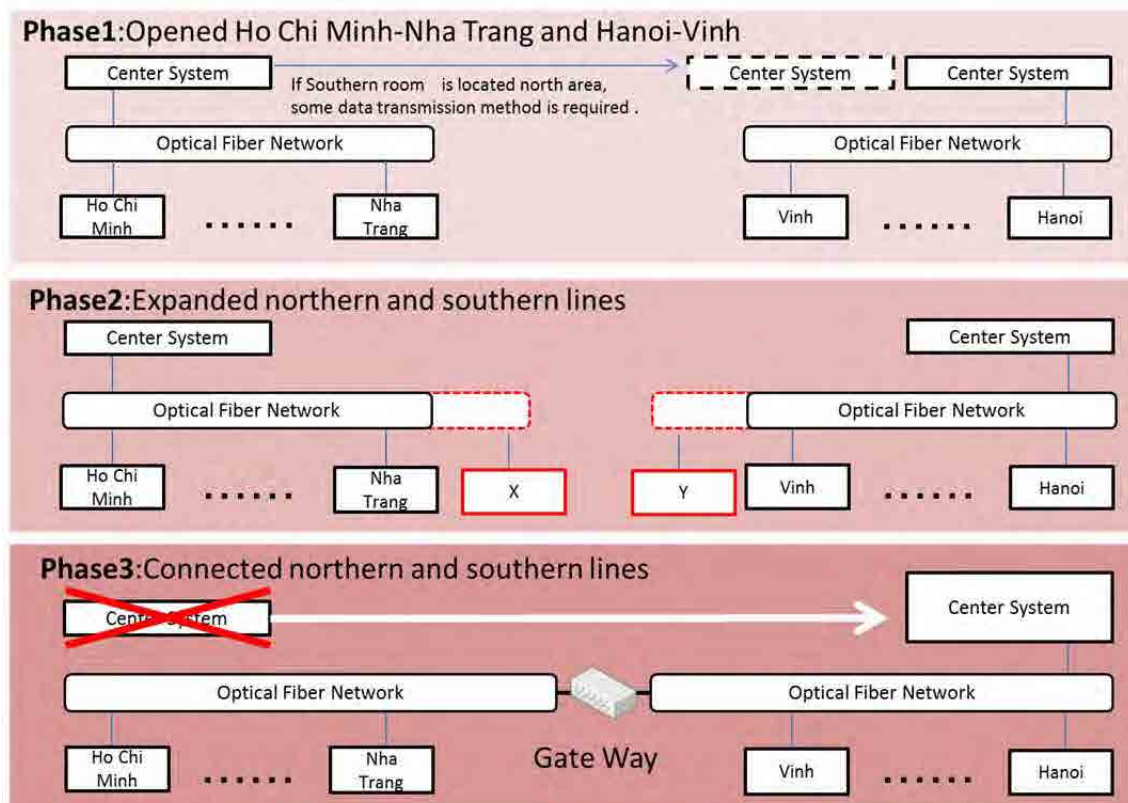 Phase1:Opened Ho Chi Minh-Nha Trang and Hanoi-Vinh
Center System
If Southern room is located north area,
some data transmission method is required .
Center System
Center System
Optical Fiber Network
Optical Fiber Network
Ho Chi
Minh
......
Nha
Trang
Vinh
......
Hanoi
Phase2:Expanded northern and southern lines
Center System
Center System
Optical Fiber Network
Optical Fiber Network
Ho Chi
Minh
......
Nha
Trang
X
Y
Vinh
......
Hanoi
Phase3:Connected northern and southern lines
Center System
Center System
Optical Fiber Network
Optical Fiber Network
Ho Chi
Minh
......
Nha
Trang
Gate Way
Vinh
......
Hanoi